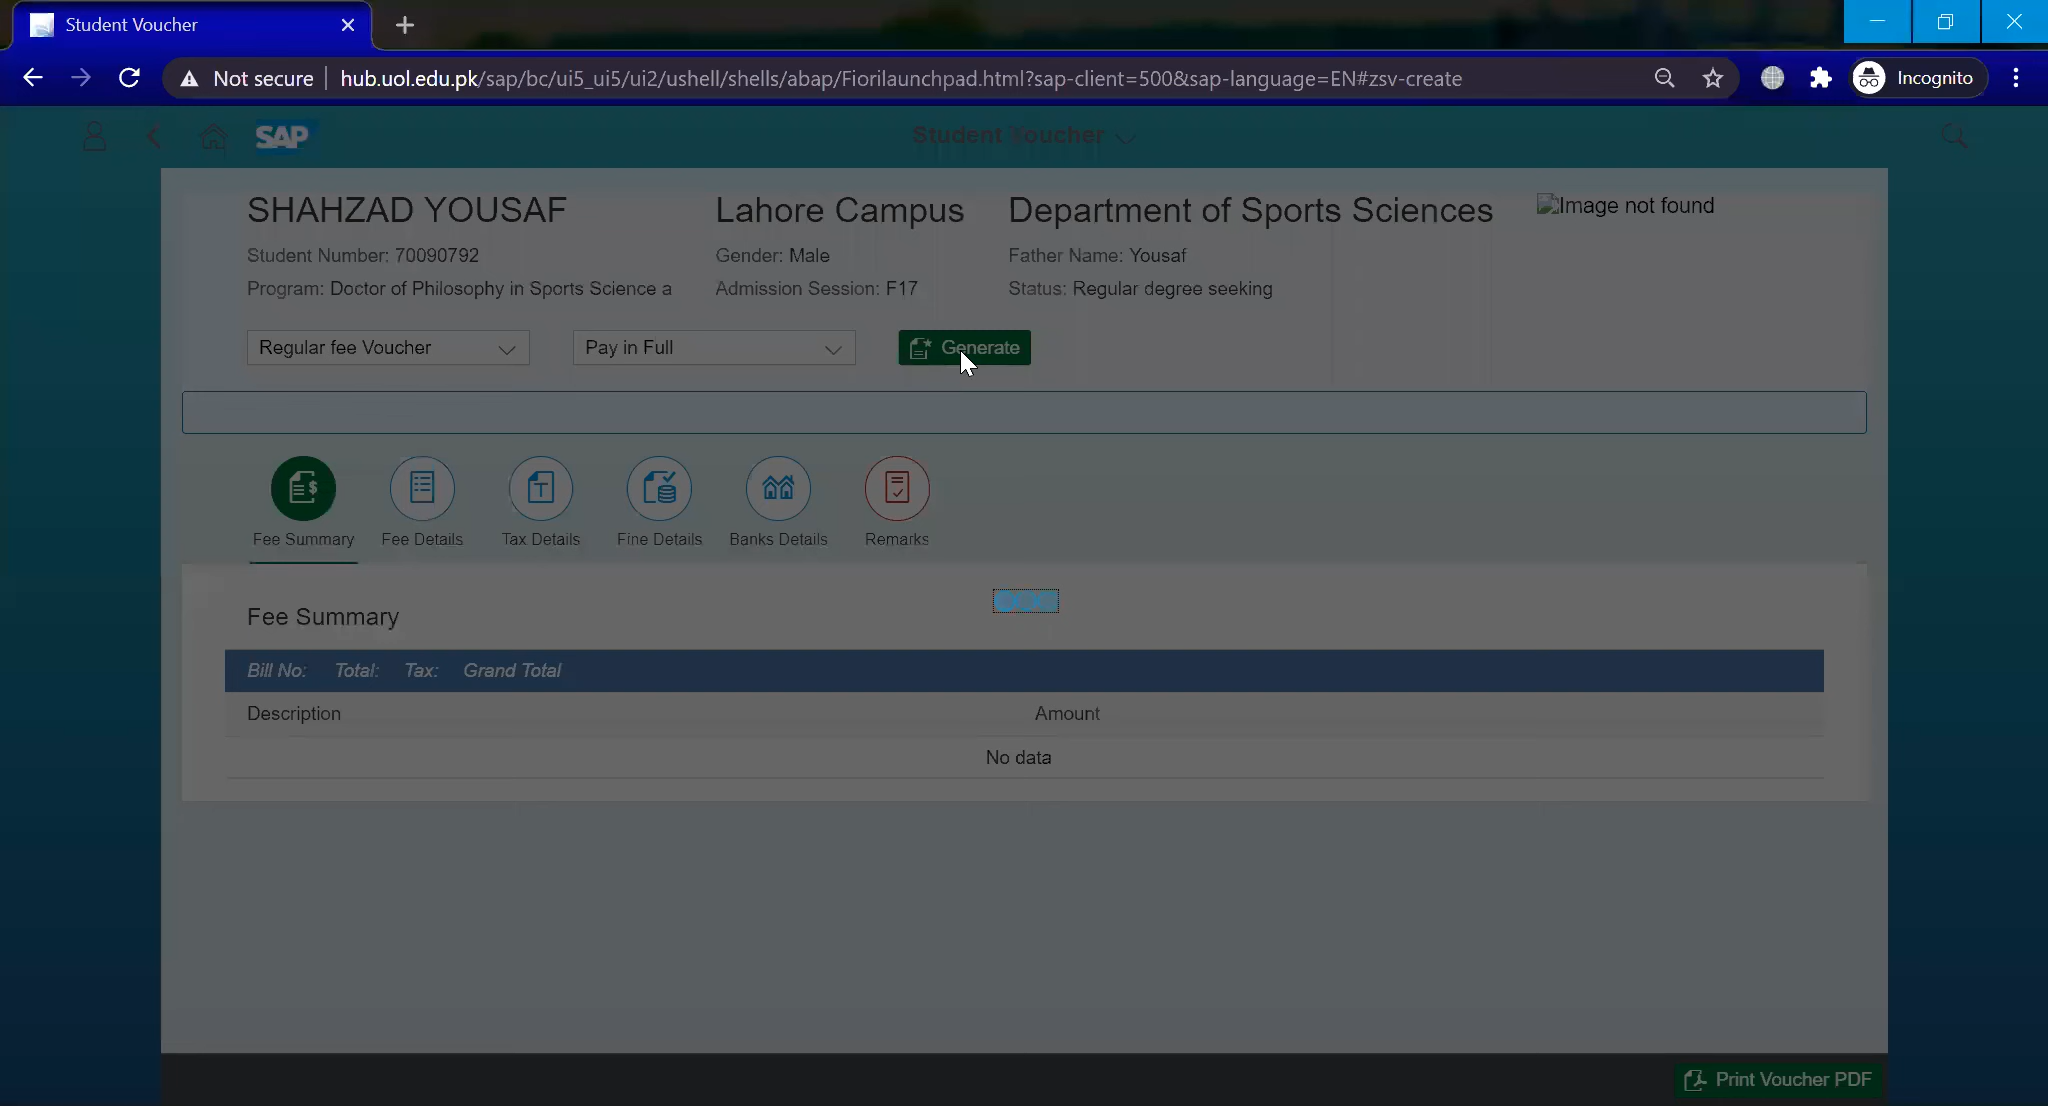 Student Voucher
Not secure hub.uol.edu.pk/sap/bc/ui5_ui5/ui2/ushell/shells/abap/Fiorilaunchpad.html?sap-client=500&sap-language=EN#zsv-create Incognito
SAP Student Voucher
SHAHZAD YOUSAF Lahore Campus Department of Sports Sciences Image not found
Student Number: 70090792 Gender: Male Father Name: Yousaf
Program: Doctor of Philosophy in Sports Science a Admission Session: F17 Status: Regular degree seeking
Regular fee Voucher Pay in Full Generate
Fee Summary Fee Details Tax Details Fine Details Banks Details Remarks
Fee Summary
Bill No: Total: Tax: Grand Total
Description Amount
No data
Print Voucher PDF